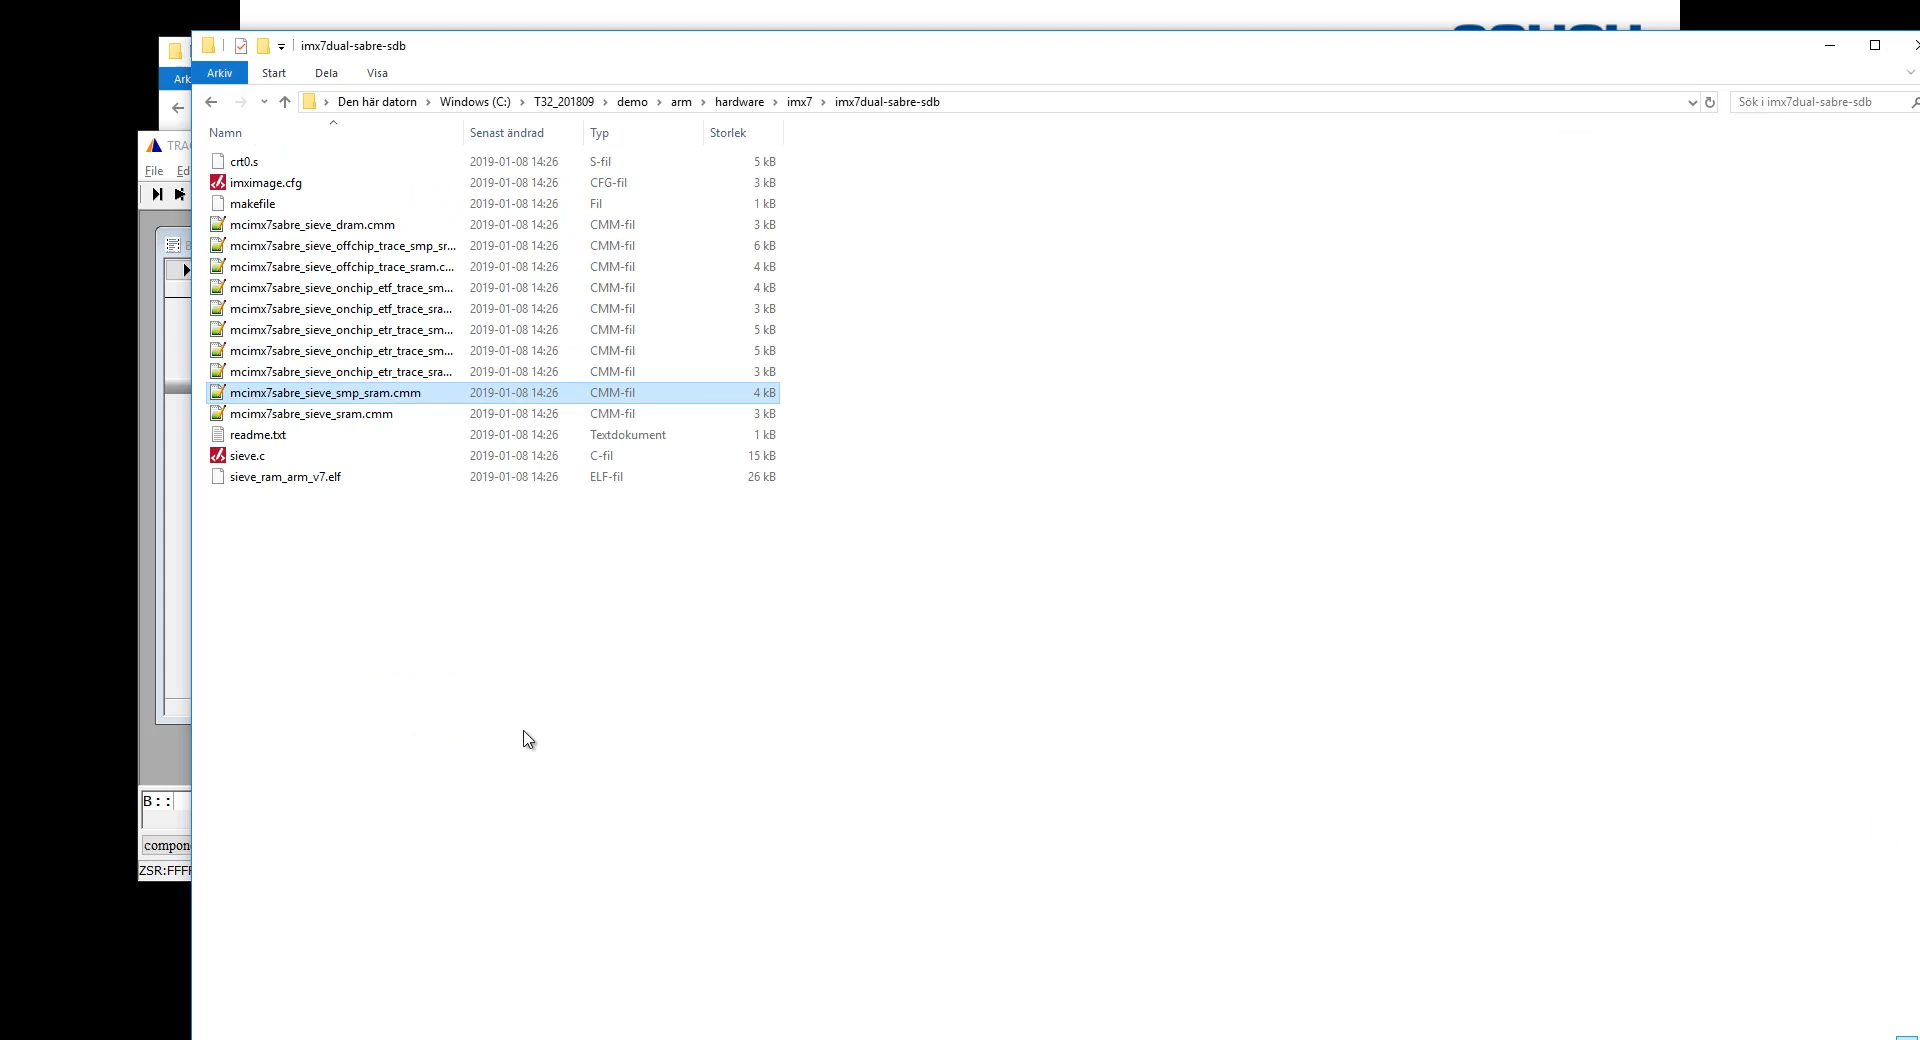 imx7dual-sabre-sdb
Ark
Arkiv Start Dela Visa
Den här datorn Windows (C:) T32_201809 demo arm hardware imx7 imx7dual-sabre-sdb Sök i imx7dual-sabre-sdb
Namn Senast ändrad Typ Storlek
TRA
File Ed
crt0.s 2019-01-08 14:26 S-fil 5 kB
imximage.cfg 2019-01-08 14:26 CFG-fil 3 kB
makefile 2019-01-08 14:26 Fil 1 kB
mcimx7sabre_sieve_dram.cmm 2019-01-08 14:26 CMM-fil 3 kB
mcimx7sabre_sieve_offchip_trace_smp_sr... 2019-01-08 14:26 CMM-fil 6 kB
mcimx7sabre_sieve_offchip_trace_sram.c... 2019-01-08 14:26 CMM-fil 4 kB
mcimx7sabre_sieve_onchip_etf_trace_sm... 2019-01-08 14:26 CMM-fil 4 kB
mcimx7sabre_sieve_onchip_etf_trace_sra... 2019-01-08 14:26 CMM-fil 3 kB
mcimx7sabre_sieve_onchip_etr_trace_sm... 2019-01-08 14:26 CMM-fil 5 kB
mcimx7sabre_sieve_onchip_etr_trace_sm... 2019-01-08 14:26 CMM-fil 5 kB
mcimx7sabre_sieve_onchip_etr_trace_sra... 2019-01-08 14:26 CMM-fil 3 kB
mcimx7sabre_sieve_smp_sram.cmm 2019-01-08 14:26 CMM-fil 4 kB
mcimx7sabre_sieve_sram.cmm 2019-01-08 14:26 CMM-fil 3 kB
readme.txt 2019-01-08 14:26 Textdokument 1 kB
sieve.c 2019-01-08 14:26 C-fil 15 kB
sieve_ram_arm_v7.elf 2019-01-08 14:26 ELF-fil 26 kB
B::
compon
ZSR:FFF